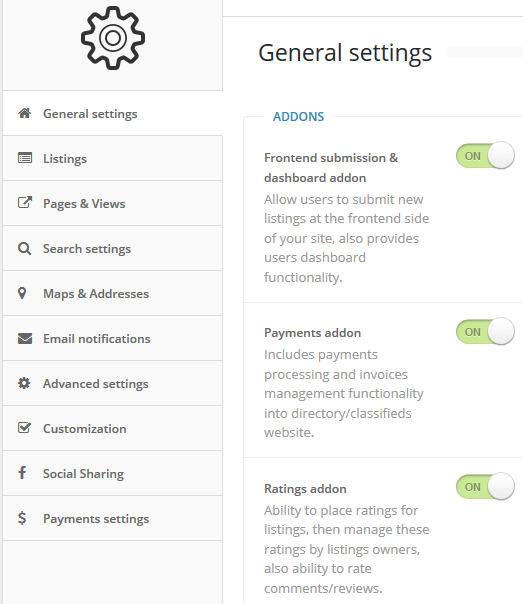 General settings
Listings
Pages & Views
Search settings
Maps & Addresses
Email notifications
Advanced settings
Customization
Social Sharing
Payments settings
General settings
ADDONS
Frontend submission &
dashboard addon
ON
Allow users to submit new
listings at the frontend side
of your site, also provides
users dashboard
functionality.
Payments addon
ON
Includes payments
processing and invoices
management functionality
into directory/classifieds
website.
Ratings addon
ON
Ability to place ratings for
listings, then manage these
ratings by listings owners,
also ability to rate
comments/reviews.